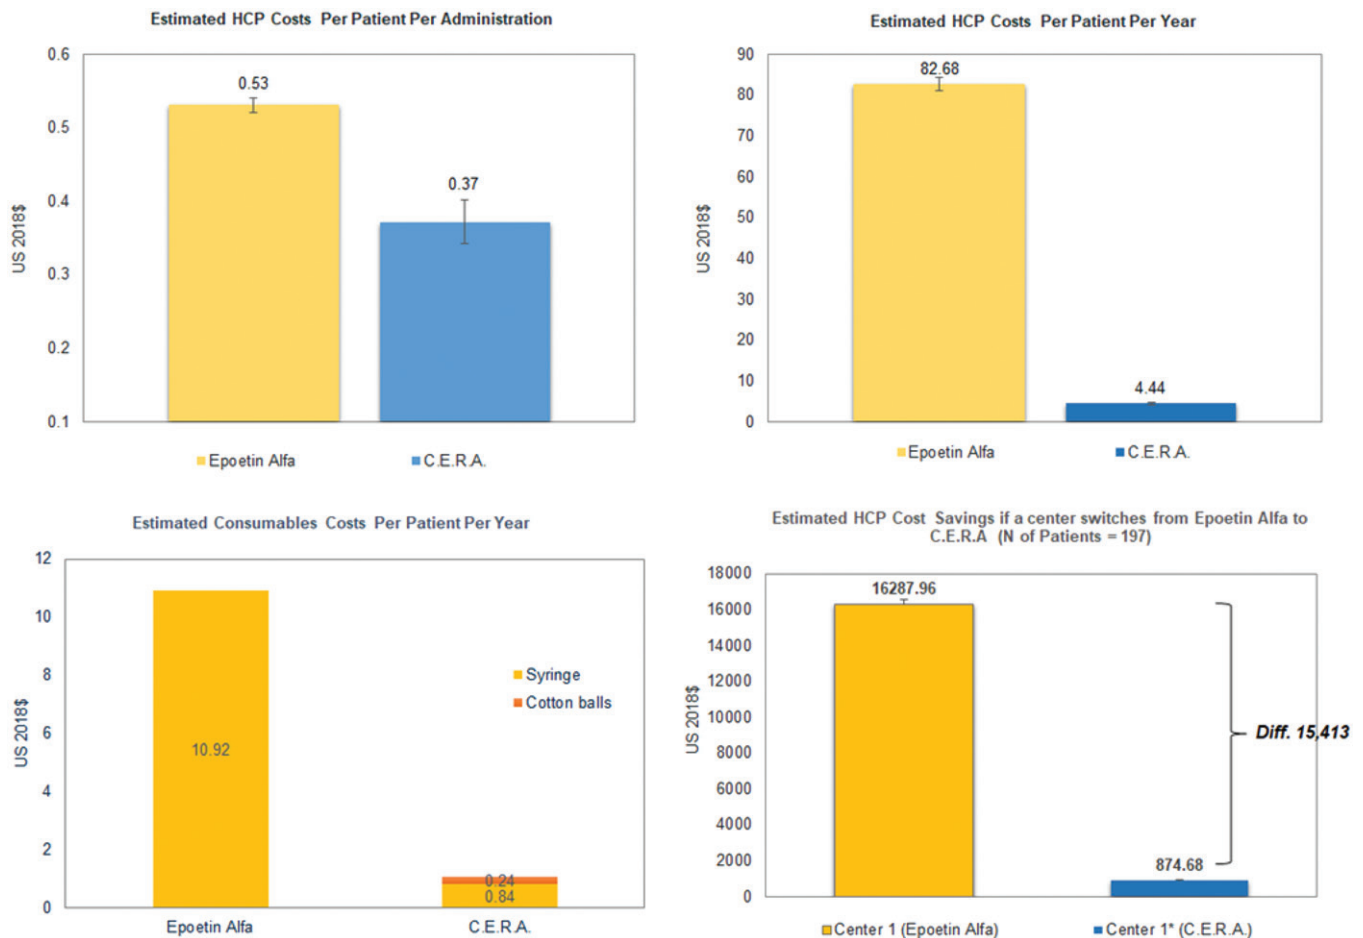 Estimated HCP Costs Per Patient Per Administration
US 2018$
0.6
0.5
0.4
0.3
0.2
0.1
0.53
0.37
Epoetin Alfa
C.E.R.A.
Estimated HCP Costs Per Patient Per Year
US 2018$
90
80
70
60
50
40
30
20
10
0
82.68
4.44
Epoetin Alfa
C.E.R.A.
Estimated Consumables Costs Per Patient Per Year
US 2018$
12
10
8
6
4
2
0
10.92
0.24
0.84
Syringe
Cotton balls
Epoetin Alfa
C.E.R.A.
Estimated HCP Cost Savings if a center switches from Epoetin Alfa to
C.E.R.A (N of Patients = 197)
US 2018$
18000
16000
14000
12000
10000
8000
6000
4000
2000
0
16287.96
874.68
Diff. 15,413
Center 1 (Epoetin Alfa)
Center 1* (C.E.R.A.)